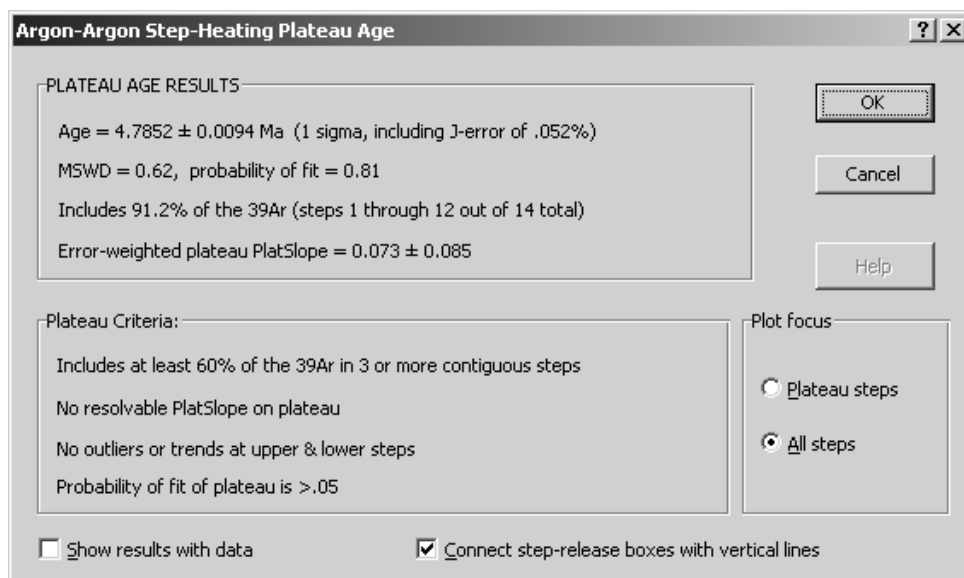 Argon-Argon Step-Heating Plateau Age
PLATEAU AGE RESULTS
Age = 4.7852 ± 0.0094 Ma (1 sigma, including J-error of .052%)
MSWD = 0.62, probability of fit = 0.81
Includes 91.2% of the 39Ar (steps 1 through 12 out of 14 total)
Error-weighted plateau PlatSlope = 0.073 ± 0.085
OK
Cancel
Help
Plateau Criteria:
Includes at least 60% of the 39Ar in 3 or more contiguous steps
No resolvable PlatSlope on plateau
No outliers or trends at upper & lower steps
Probability of fit of plateau is >.05
Plot focus
Plateau steps
All steps
Show results with data
Connect step-release boxes with vertical lines